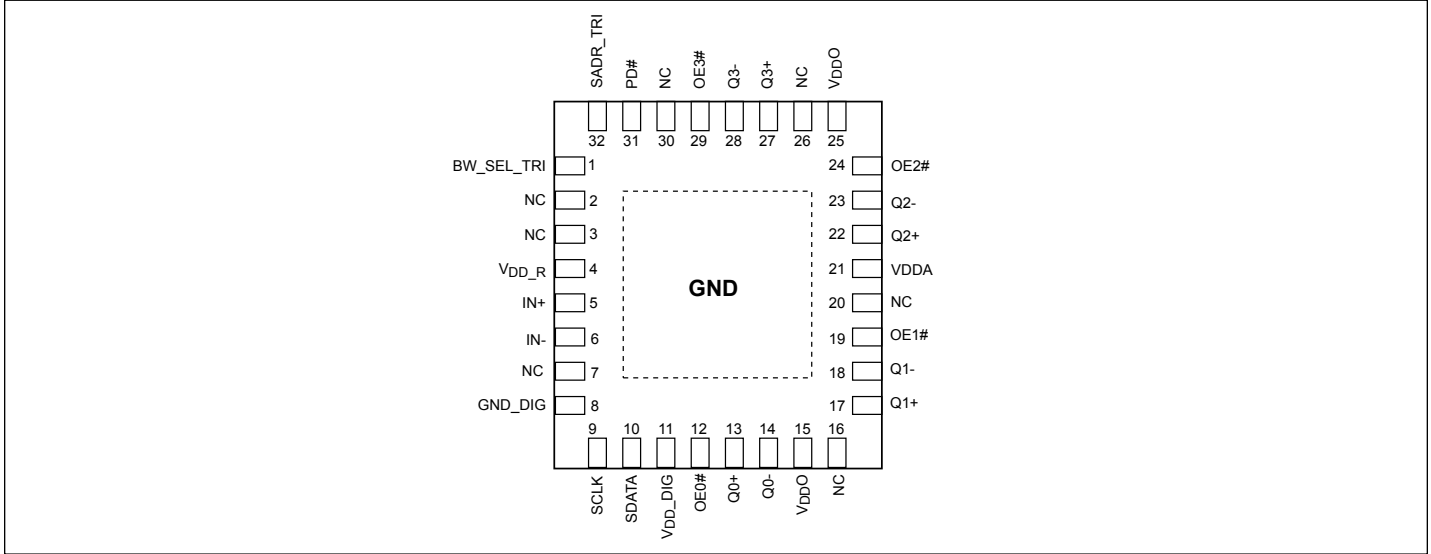 SADR_TRI
PD#
NC
OE3#
Q3-
Q3+
NC
VDDO
32 31 30 29 28 27 26 25
BW_SEL_TRI 1
NC 2
NC 3
VDD_R 4
IN+ 5
IN- 6
NC 7
GND_DIG 8
GND
24 OE2#
23 Q2-
22 Q2+
21 VDDA
20 NC
19 OE1#
18 Q1-
17 Q1+
9 10 11 12 13 14 15 16
SCLK
SDATA
VDD_DIG
OE0#
Q0+
Q0-
VDDO
NC